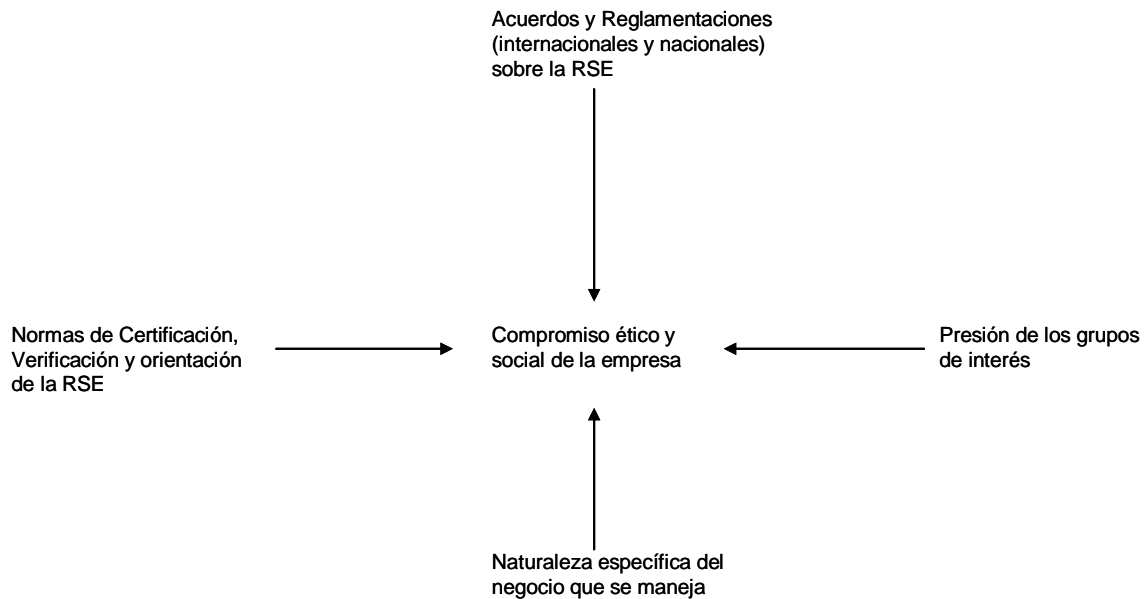 Acuerdos y Reglamentaciones
(internacionales y nacionales)
sobre la RSE
Normas de Certificación,
Verificación y orientación
de la RSE
Compromiso ético y
social de la empresa
Presión de los grupos
de interés
Naturaleza específica del
negocio que se maneja